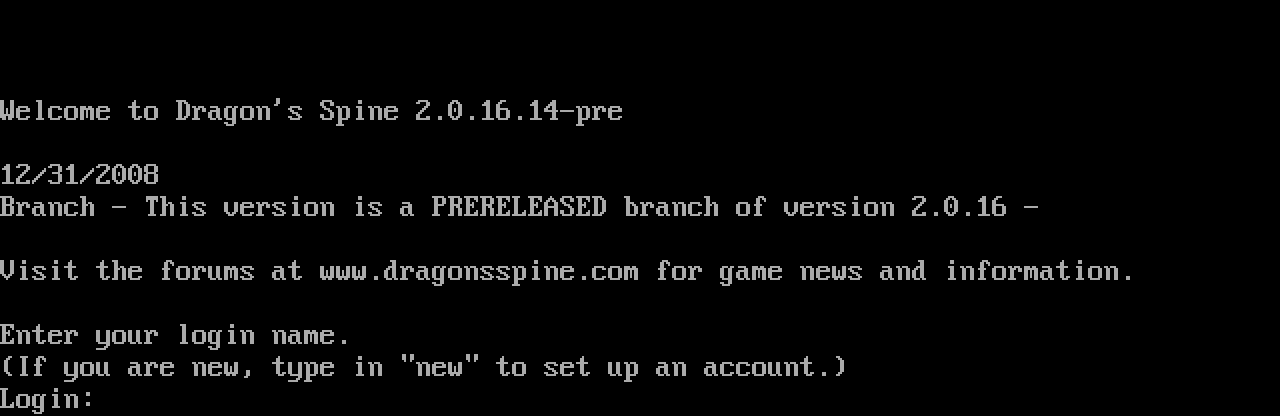 Welcome to Dragon's Spine 2.0.16.14-pre
12/31/2008
Branch - This version is a PRERELEASED branch of version 2.0.16 -
Visit the forums at www.dragonsspine.com for game news and information.
Enter your login name.
(If you are new, type in "new" to set up an account.)
Login: